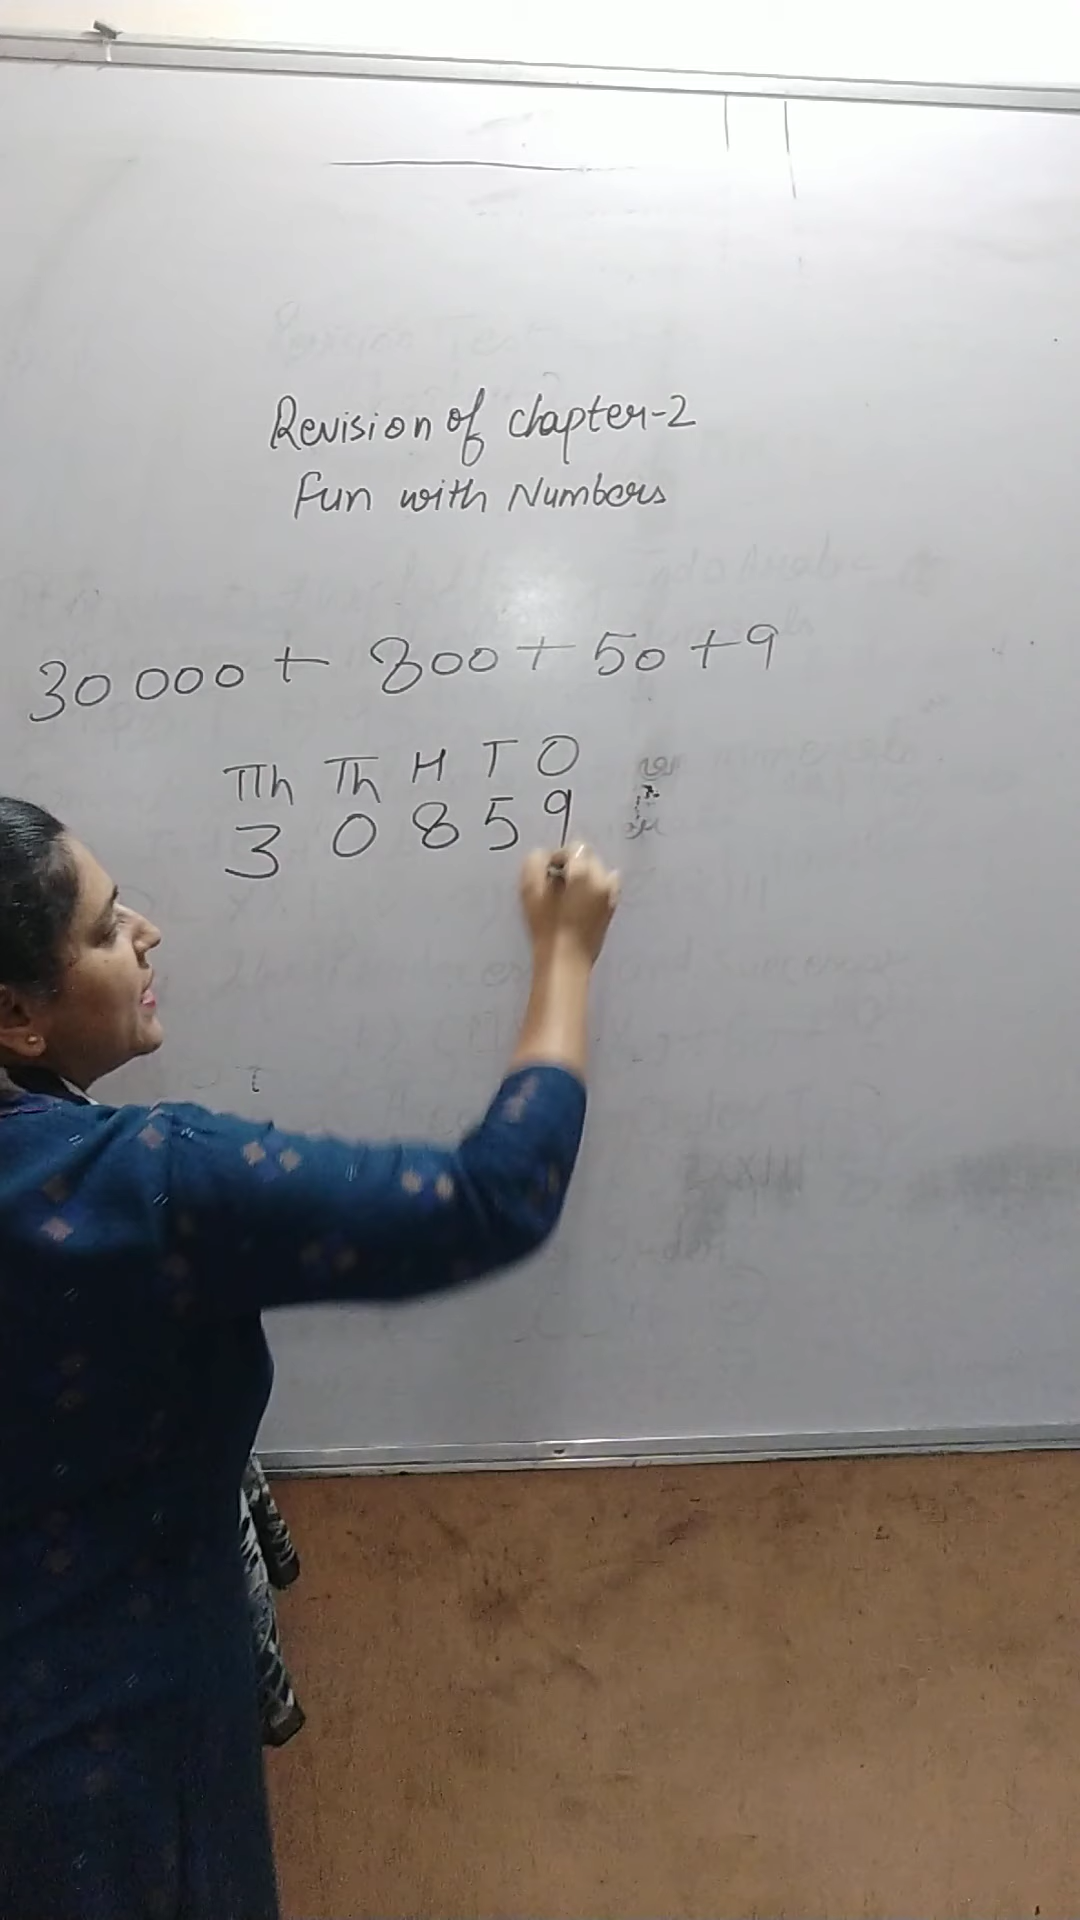 Revision of Chapter-2
Fun with Numbers
30000 + 800 + 50 + 9
TTh Th H T O
3 0 8 5 9